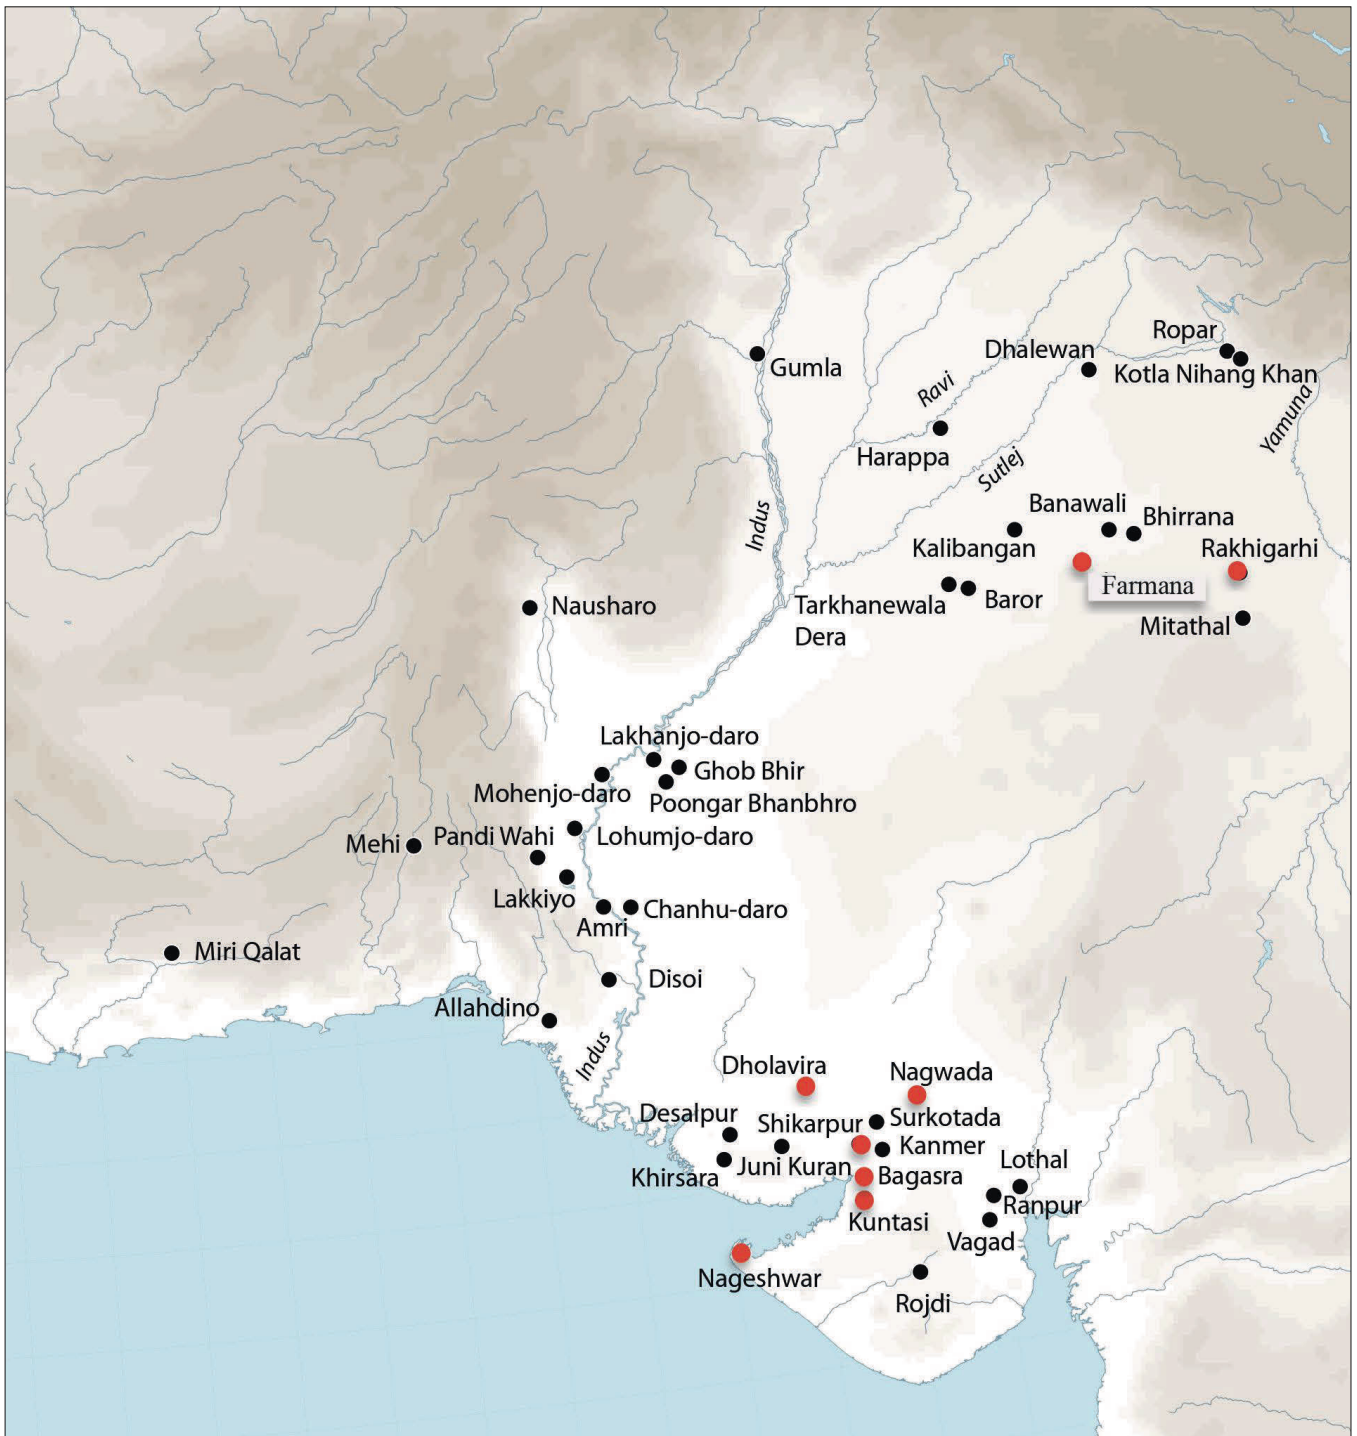 Ropar
Dhalewan
Gumla
Kotla Nihang Khan
Ravi
Yamuna
Harappa
Sutlej
Indus
Banawali
Bhirrana
Kalibangan
Rakhigarhi
Farmana
Nausharo
Tarkhanewala
Dera
Baror
Mitathal
Lakhanjo-daro
Ghob Bhir
Mohenjo-daro
Poongar Bhanbhro
Mehi
Pandi Wahi
Lohumjo-daro
Lakkiyo
Chanhu-daro
Amri
Miri Qalat
Disoi
Allahdino
Indus
Dholavira
Nagwada
Desalpur
Shikarpur
Surkotada
Kanmer
Khirsara
Juni Kuran
Bagasra
Lothal
Ranpur
Kuntasi
Vagad
Nageshwar
Rojdi